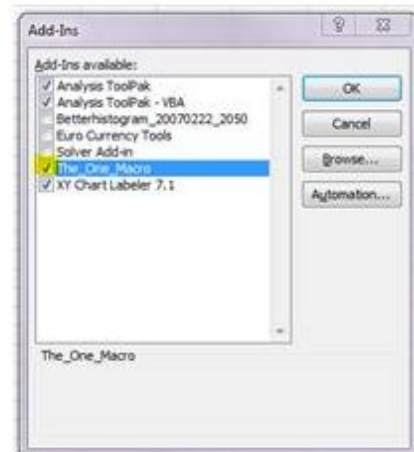 Add-Ins
Add-Ins available:
Analysis ToolPak
Analysis ToolPak - VBA
Betterhistogram_20070222_2050
Euro Currency Tools
Solver Add-in
The_One_Macro
XY Chart Labeler 7.1
OK
Cancel
Browse...
Automation...
The_One_Macro